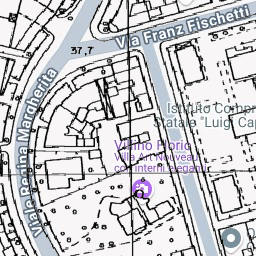 Via Franz Fischetti
37,7
Viale Regina Margherita
Istituto Compr
Statale "Luigi Cap
Villino Florio
Villa Art Nouveau
con interni eleganti